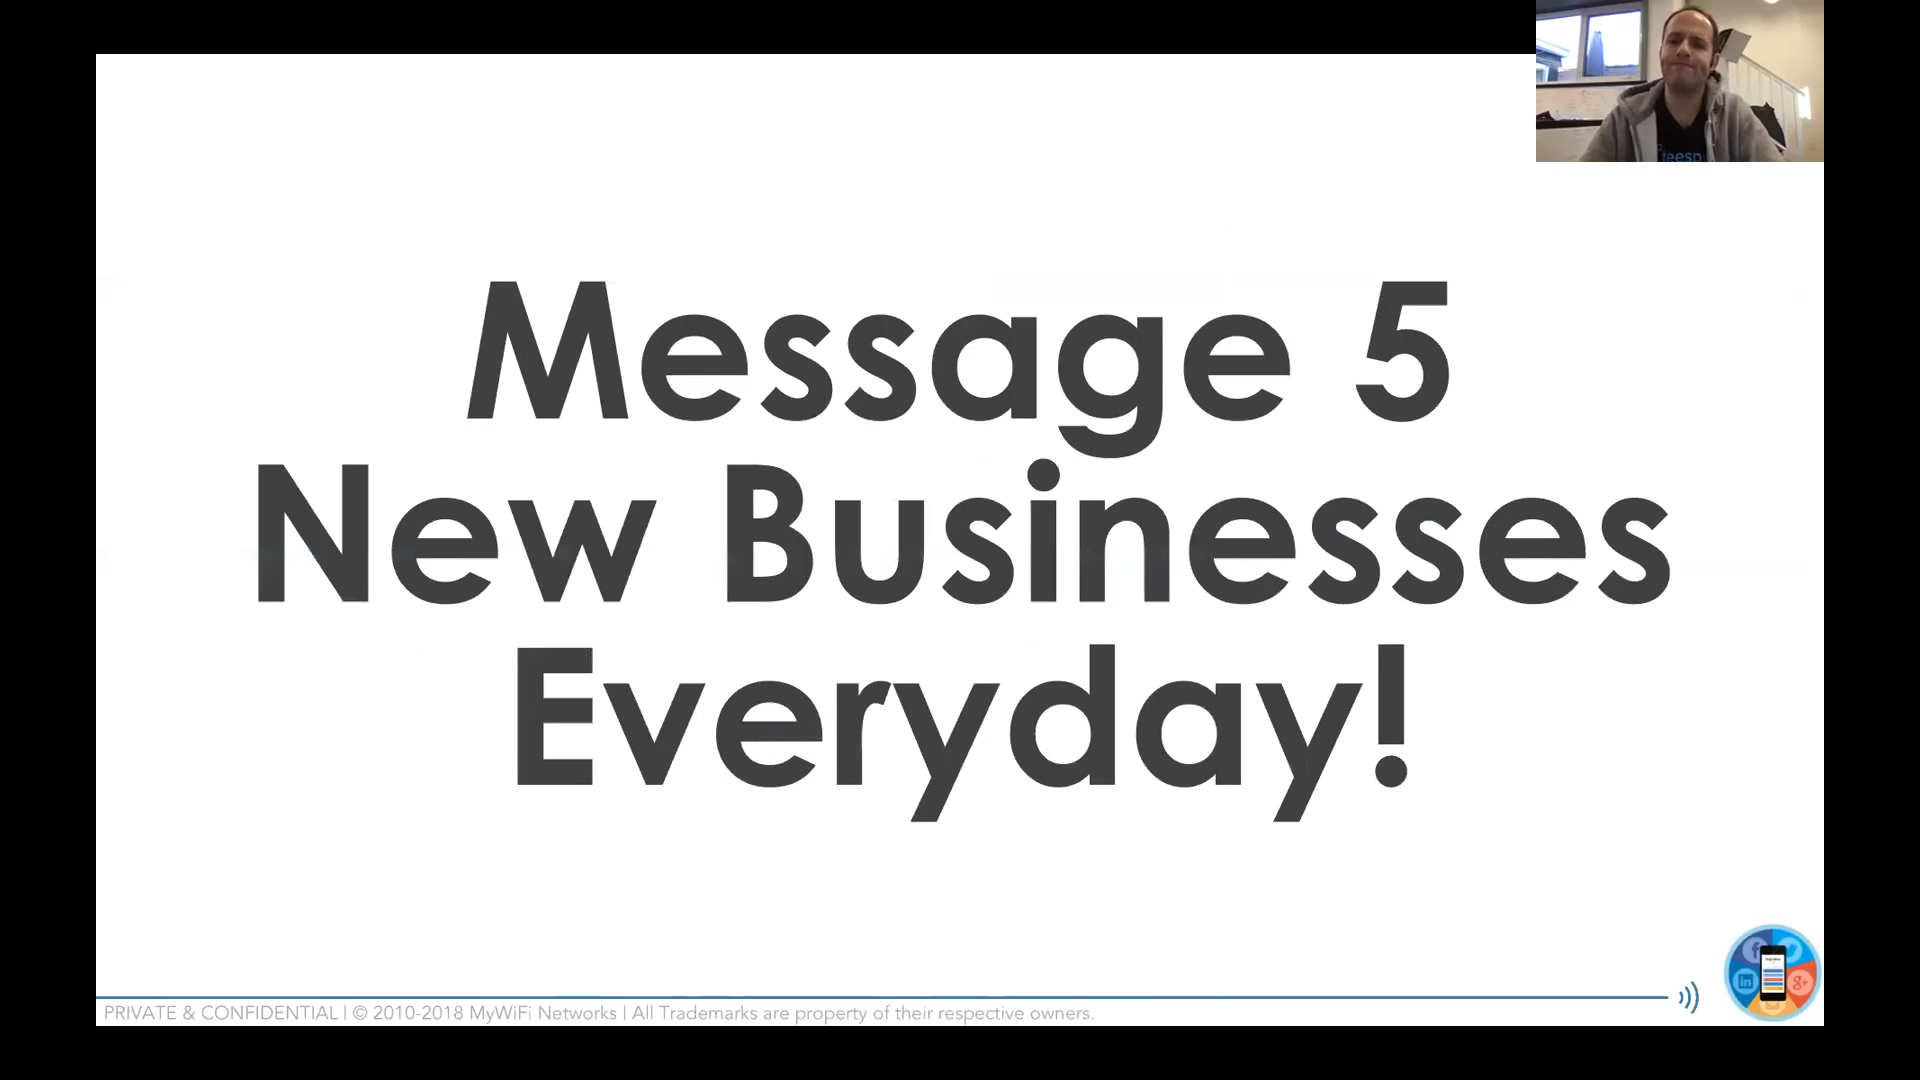 Message 5
New Businesses
Everyday!
PRIVATE & CONFIDENTIAL | © 2010-2018 MyWiFi Networks | All Trademarks are property of their respective owners.